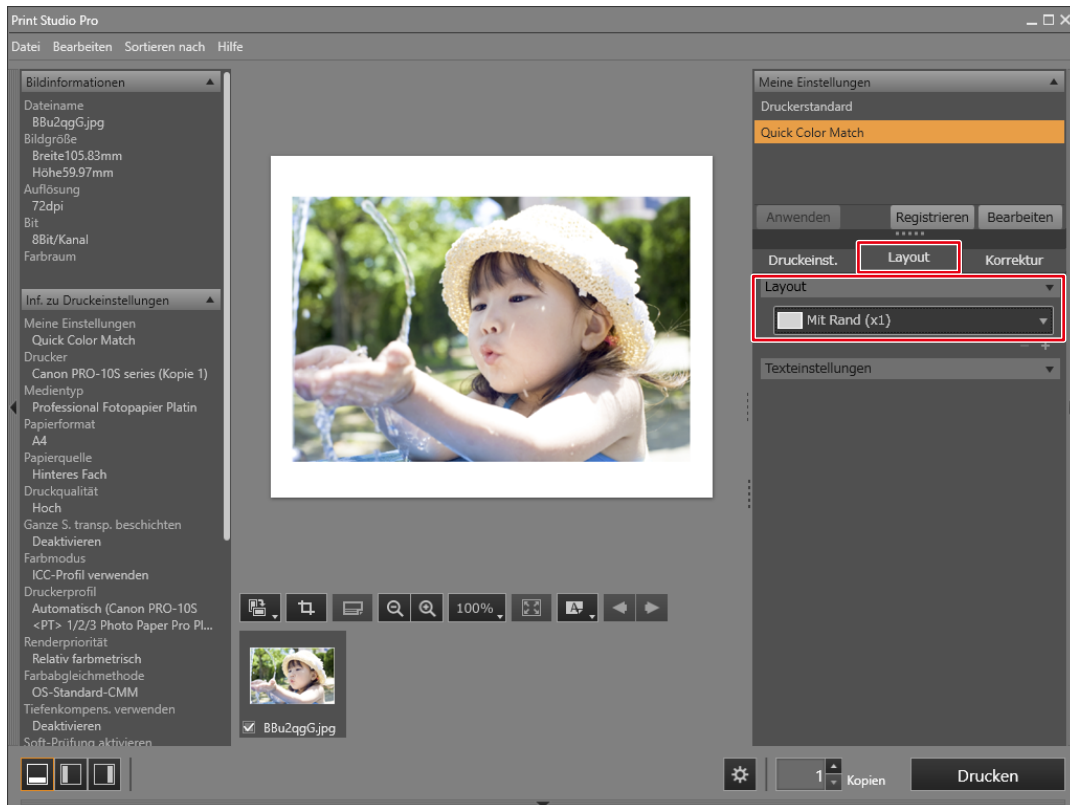 Print Studio Pro
Datei Bearbeiten Sortieren nach Hilfe
Bildinformationen
Dateiname
BBu2qgG.jpg
Bildgröße
Breite105.83mm
Höhe59.97mm
Auflösung
72dpi
Bit
8Bit/Kanal
Farbraum
Inf. zu Druckeinstellungen
Meine Einstellungen
Quick Color Match
Drucker
Canon PRO-10S series (Kopie 1)
Medientyp
Professional Fotopapier Platin
Papierformat
A4
Papierquelle
Hinteres Fach
Druckqualität
Hoch
Ganze S. transp. beschichten
Deaktivieren
Farbmodus
ICC-Profil verwenden
Druckerprofil
Automatisch (Canon PRO-10S
<PT> 1/2/3 Photo Paper Pro Pl...
Renderpriorität
Relativ farbmetrisch
Farbabgleichmethode
OS-Standard-CMM
Tiefenkompens. verwenden
Deaktivieren
Soft-Prüfung aktivieren
100%
BBu2qgG.jpg
Meine Einstellungen
Druckerstandard
Quick Color Match
Anwenden Registrieren Bearbeiten
Druckeinst. Layout Korrektur
Layout
Mit Rand (x1)
Texteinstellungen
1 Kopien Drucken